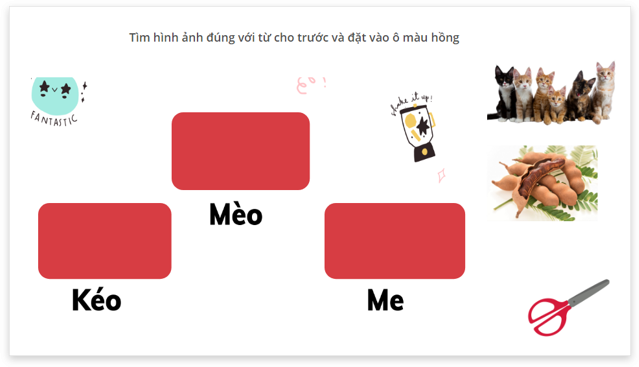 Tìm hình ảnh đúng với từ cho trước và đặt vào ô màu hồng
FANTASTIC
shake it up!
Mèo
Kéo
Me